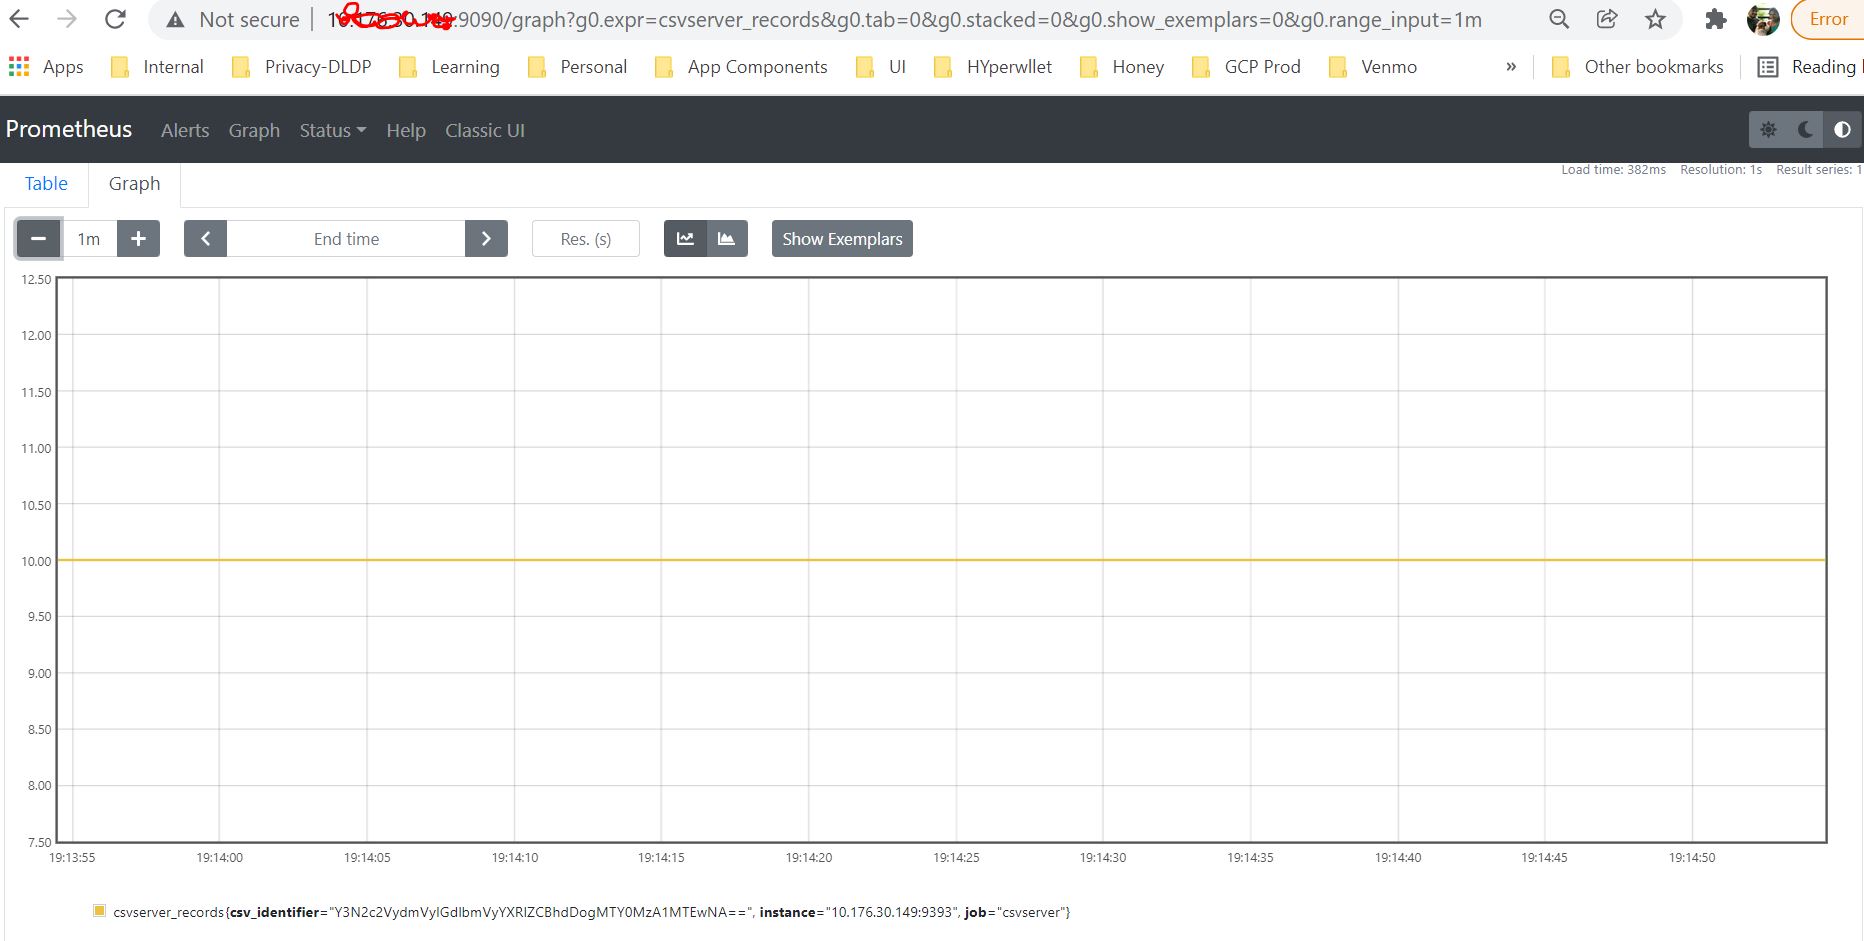 Not secure :9090/graph?g0.expr=csvserver_records&g0.tab=0&g0.stacked=0&g0.show_exemplars=0&g0.range_input=1m Error
Apps Internal Privacy-DLDP Learning Personal App Components UI HYperwllet Honey GCP Prod Venmo » Other bookmarks Reading
Prometheus Alerts Graph Status Help Classic UI
Load time: 382ms Resolution: 1s Result series: 1
Table Graph
1m End time Res. (s) Show Exemplars
12.50
12.00
11.50
11.00
10.50
10.00
9.50
9.00
8.50
8.00
7.50
19:13:55 19:14:00 19:14:05 19:14:10 19:14:15 19:14:20 19:14:25 19:14:30 19:14:35 19:14:40 19:14:45 19:14:50
csvserver_records{csv_identifier="Y3N2c2VydmVyIGdlbmVyYXRlZCBhdDogMTY0MzA1MTEwNA==", instance="10.176.30.149:9393", job="csvserver"}